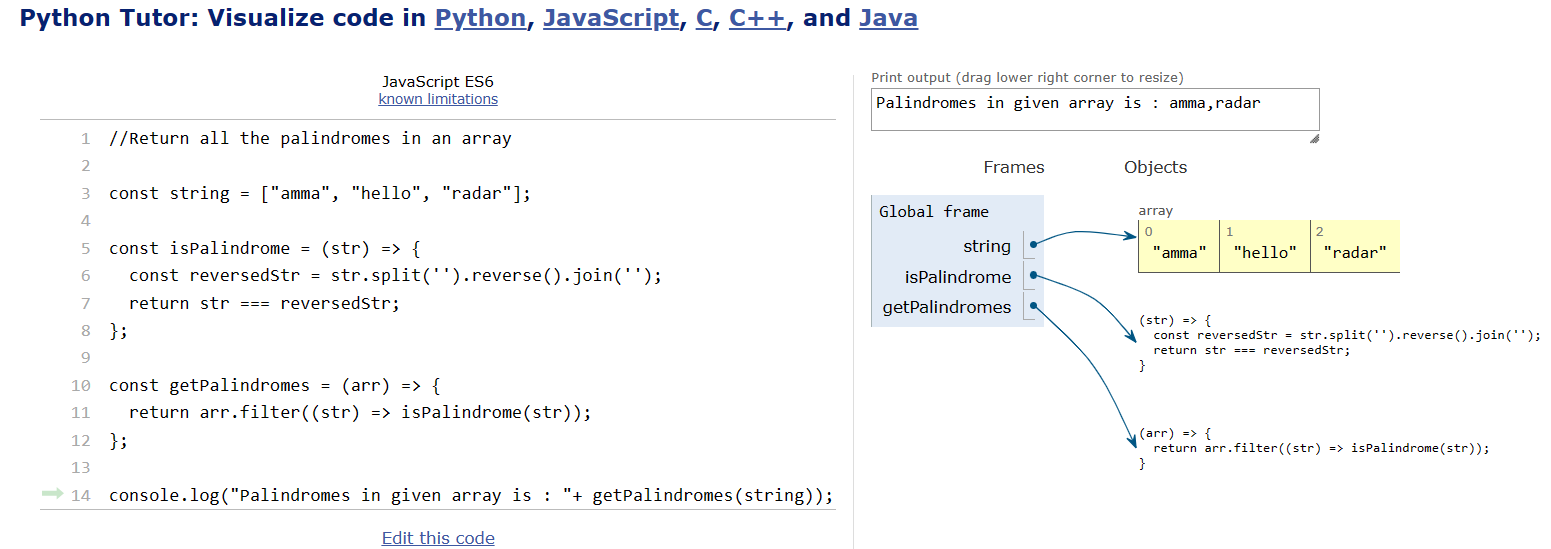 Python Tutor: Visualize code in Python, JavaScript, C, C++, and Java
JavaScript ES6
known limitations
1 //Return all the palindromes in an array
2
3 const string = ["amma", "hello", "radar"];
4
5 const isPalindrome = (str) => {
6   const reversedStr = str.split('').reverse().join('');
7   return str === reversedStr;
8 };
9
10 const getPalindromes = (arr) => {
11   return arr.filter((str) => isPalindrome(str));
12 };
13
14 console.log("Palindromes in given array is : "+ getPalindromes(string));
Edit this code
Print output (drag lower right corner to resize)
Palindromes in given array is : amma,radar
Frames Objects
Global frame
string
isPalindrome
getPalindromes
array
0 1 2
"amma" "hello" "radar"
(str) => {
  const reversedStr = str.split('').reverse().join('');
  return str === reversedStr;
}
(arr) => {
  return arr.filter((str) => isPalindrome(str));
}